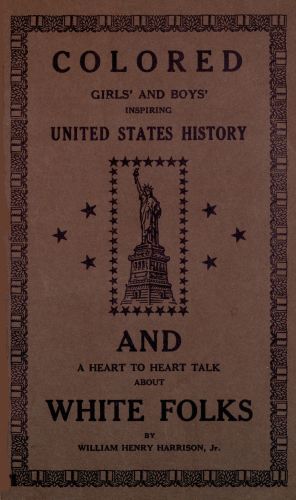 COLORED
GIRLS' AND BOYS'
INSPIRING
UNITED STATES HISTORY
AND
A HEART TO HEART TALK
ABOUT
WHITE FOLKS
BY
WILLIAM HENRY HARRISON, Jr.